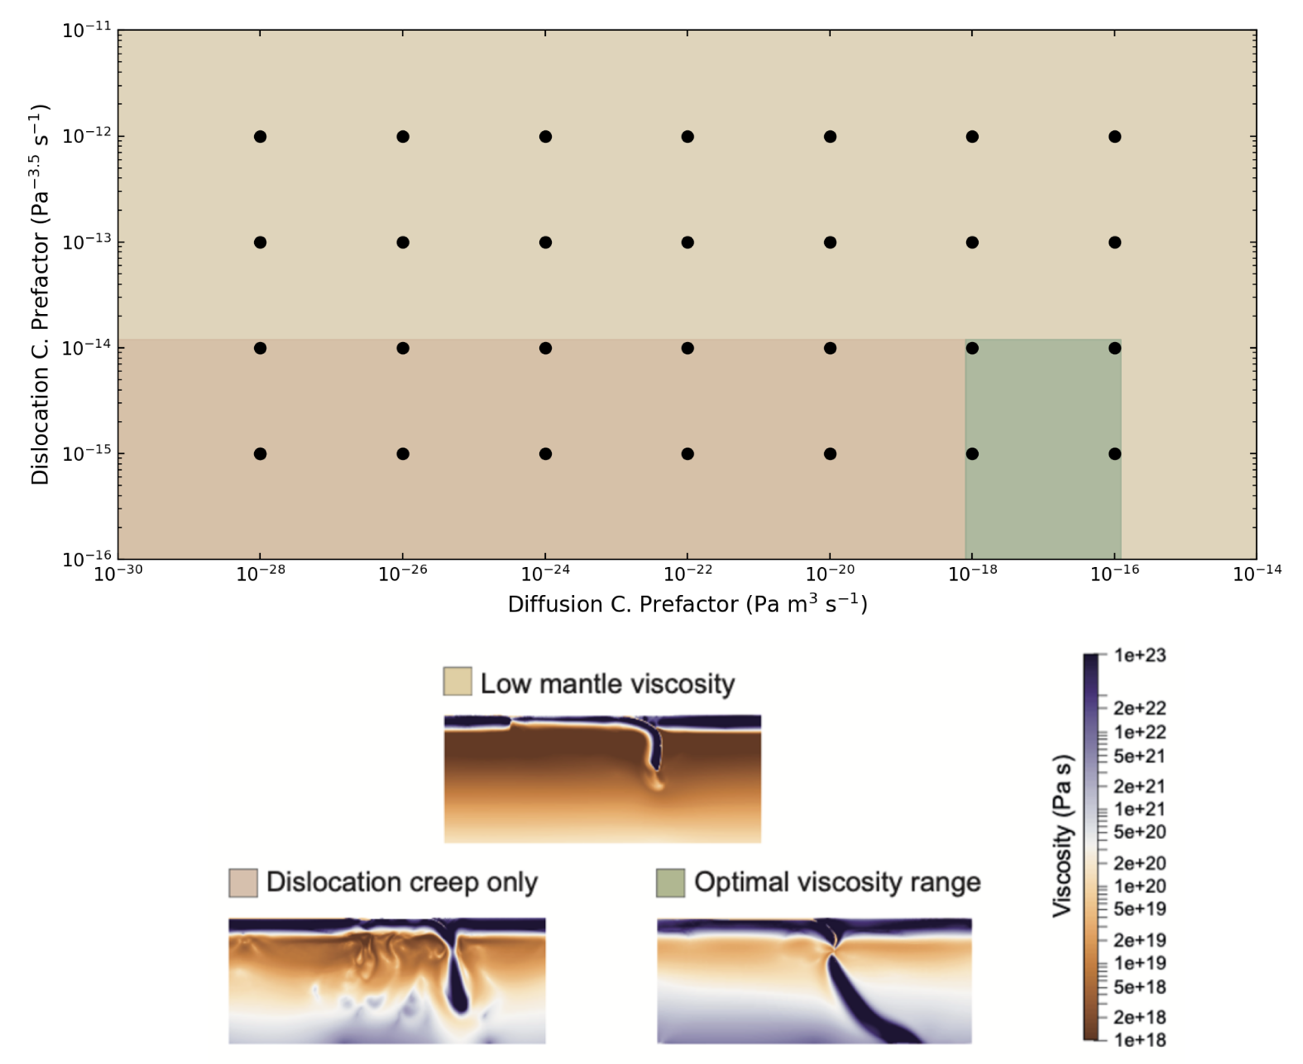 10⁻¹¹
10⁻¹²
10⁻¹³
10⁻¹⁴
10⁻¹⁵
10⁻¹⁶
Dislocation C. Prefactor (Pa⁻³·⁵ s⁻¹)
10⁻³⁰ 10⁻²⁸ 10⁻²⁶ 10⁻²⁴ 10⁻²² 10⁻²⁰ 10⁻¹⁸ 10⁻¹⁶ 10⁻¹⁴
Diffusion C. Prefactor (Pa m³ s⁻¹)
Low mantle viscosity
Dislocation creep only
Optimal viscosity range
Viscosity (Pa s)
1e+23
2e+22
1e+22
5e+21
2e+21
1e+21
5e+20
2e+20
1e+20
5e+19
2e+19
1e+19
5e+18
2e+18
1e+18